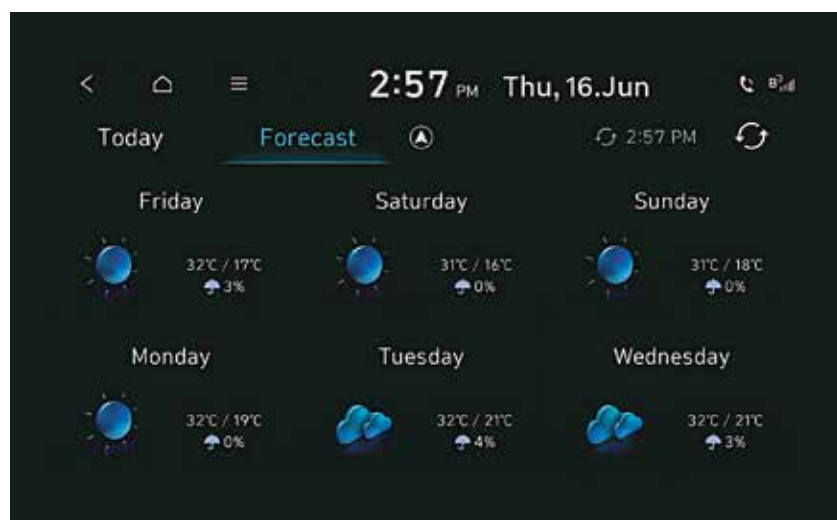 2:57 PM Thu, 16.Jun
Today Forecast 2:57 PM
Friday Saturday Sunday
32℃ / 17℃ 31℃ / 16℃ 31℃ / 18℃
3% 0% 0%
Monday Tuesday Wednesday
32℃ / 19℃ 32℃ / 21℃ 32℃ / 21℃
0% 4% 3%